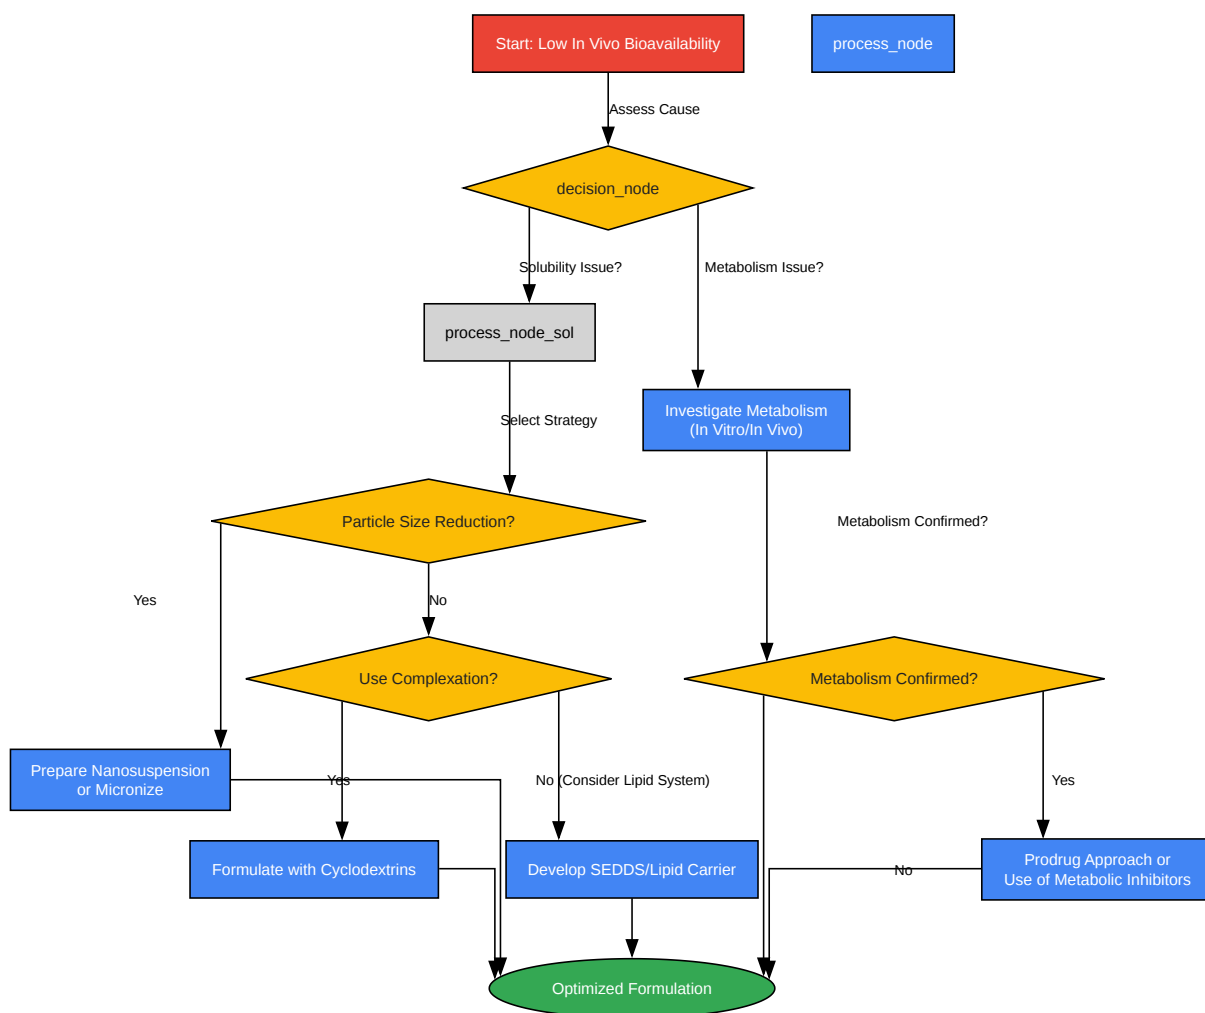 Start: Low In Vivo Bioavailability
process_node
Assess Cause
decision_node
Solubility Issue?
Metabolism Issue?
process_node_sol
Investigate Metabolism
(In Vitro/In Vivo)
Select Strategy
Particle Size Reduction?
Metabolism Confirmed?
Yes
No
Use Complexation?
Metabolism Confirmed?
Prepare Nanosuspension
or Micronize
Yes
No (Consider Lipid System)
Yes
Formulate with Cyclodextrins
Develop SEDDS/Lipid Carrier
No
Prodrug Approach or
Use of Metabolic Inhibitors
Optimized Formulation